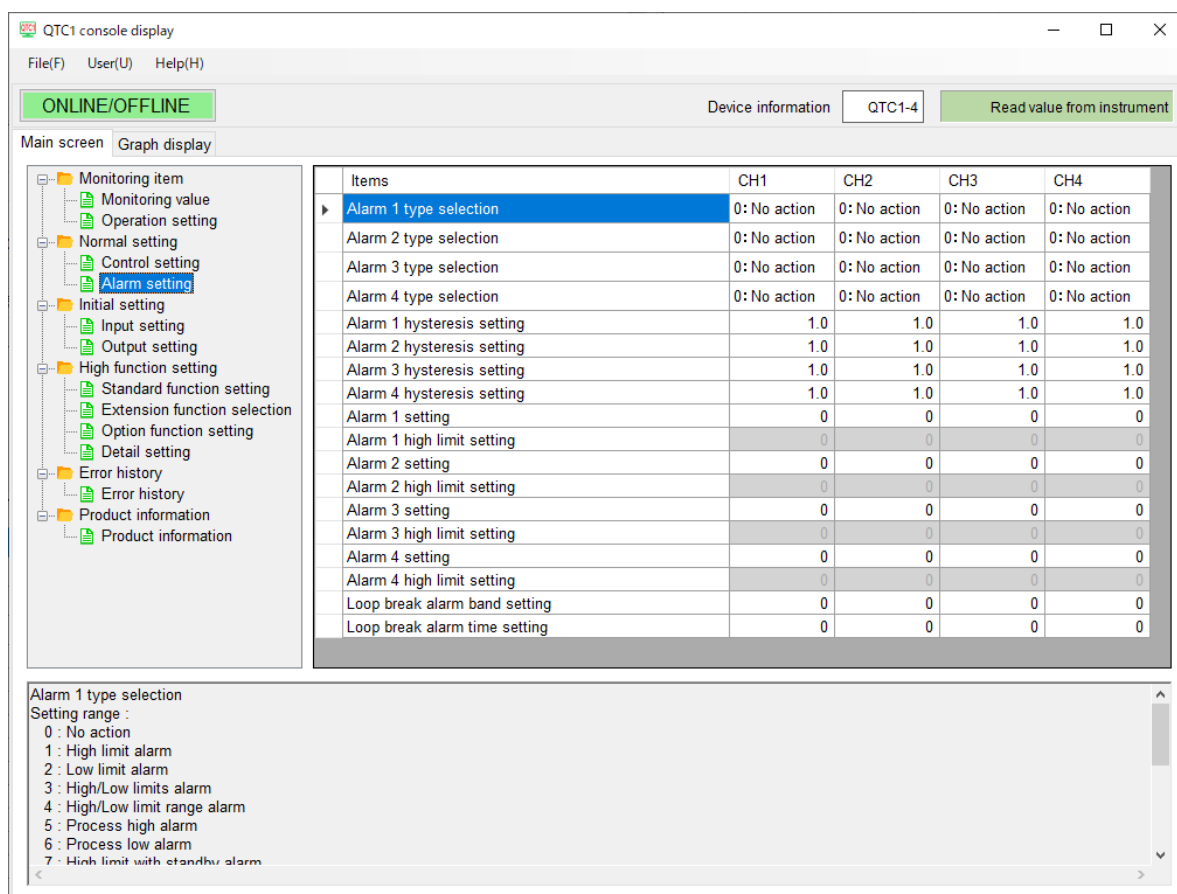 QTC1 console display
File(F) User(U) Help(H)
ONLINE/OFFLINE Device information QTC1-4 Read value from instrument
Main screen Graph display
Monitoring item
Monitoring value
Operation setting
Normal setting
Control setting
Alarm setting
Initial setting
Input setting
Output setting
High function setting
Standard function setting
Extension function selection
Option function setting
Detail setting
Error history
Error history
Product information
Product information
Items CH1 CH2 CH3 CH4
Alarm 1 type selection 0: No action 0: No action 0: No action 0: No action
Alarm 2 type selection 0: No action 0: No action 0: No action 0: No action
Alarm 3 type selection 0: No action 0: No action 0: No action 0: No action
Alarm 4 type selection 0: No action 0: No action 0: No action 0: No action
Alarm 1 hysteresis setting 1.0 1.0 1.0 1.0
Alarm 2 hysteresis setting 1.0 1.0 1.0 1.0
Alarm 3 hysteresis setting 1.0 1.0 1.0 1.0
Alarm 4 hysteresis setting 1.0 1.0 1.0 1.0
Alarm 1 setting 0 0 0 0
Alarm 1 high limit setting 0 0 0 0
Alarm 2 setting 0 0 0 0
Alarm 2 high limit setting 0 0 0 0
Alarm 3 setting 0 0 0 0
Alarm 3 high limit setting 0 0 0 0
Alarm 4 setting 0 0 0 0
Alarm 4 high limit setting 0 0 0 0
Loop break alarm band setting 0 0 0 0
Loop break alarm time setting 0 0 0 0
Alarm 1 type selection
Setting range :
0 : No action
1 : High limit alarm
2 : Low limit alarm
3 : High/Low limits alarm
4 : High/Low limit range alarm
5 : Process high alarm
6 : Process low alarm
7 : High limit with standby alarm